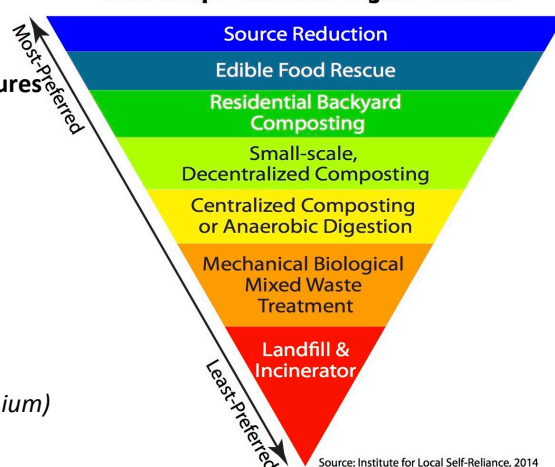 Source Reduction
Edible Food Rescue
Residential Backyard
Composting
Small-scale,
Decentralized Composting
Centralized Composting
or Anaerobic Digestion
Mechanical Biological
Mixed Waste
Treatment
Landfill &
Incinerator
Most-Preferred
Least-Preferred
ures
ium)
Source: Institute for Local Self-Reliance, 2014